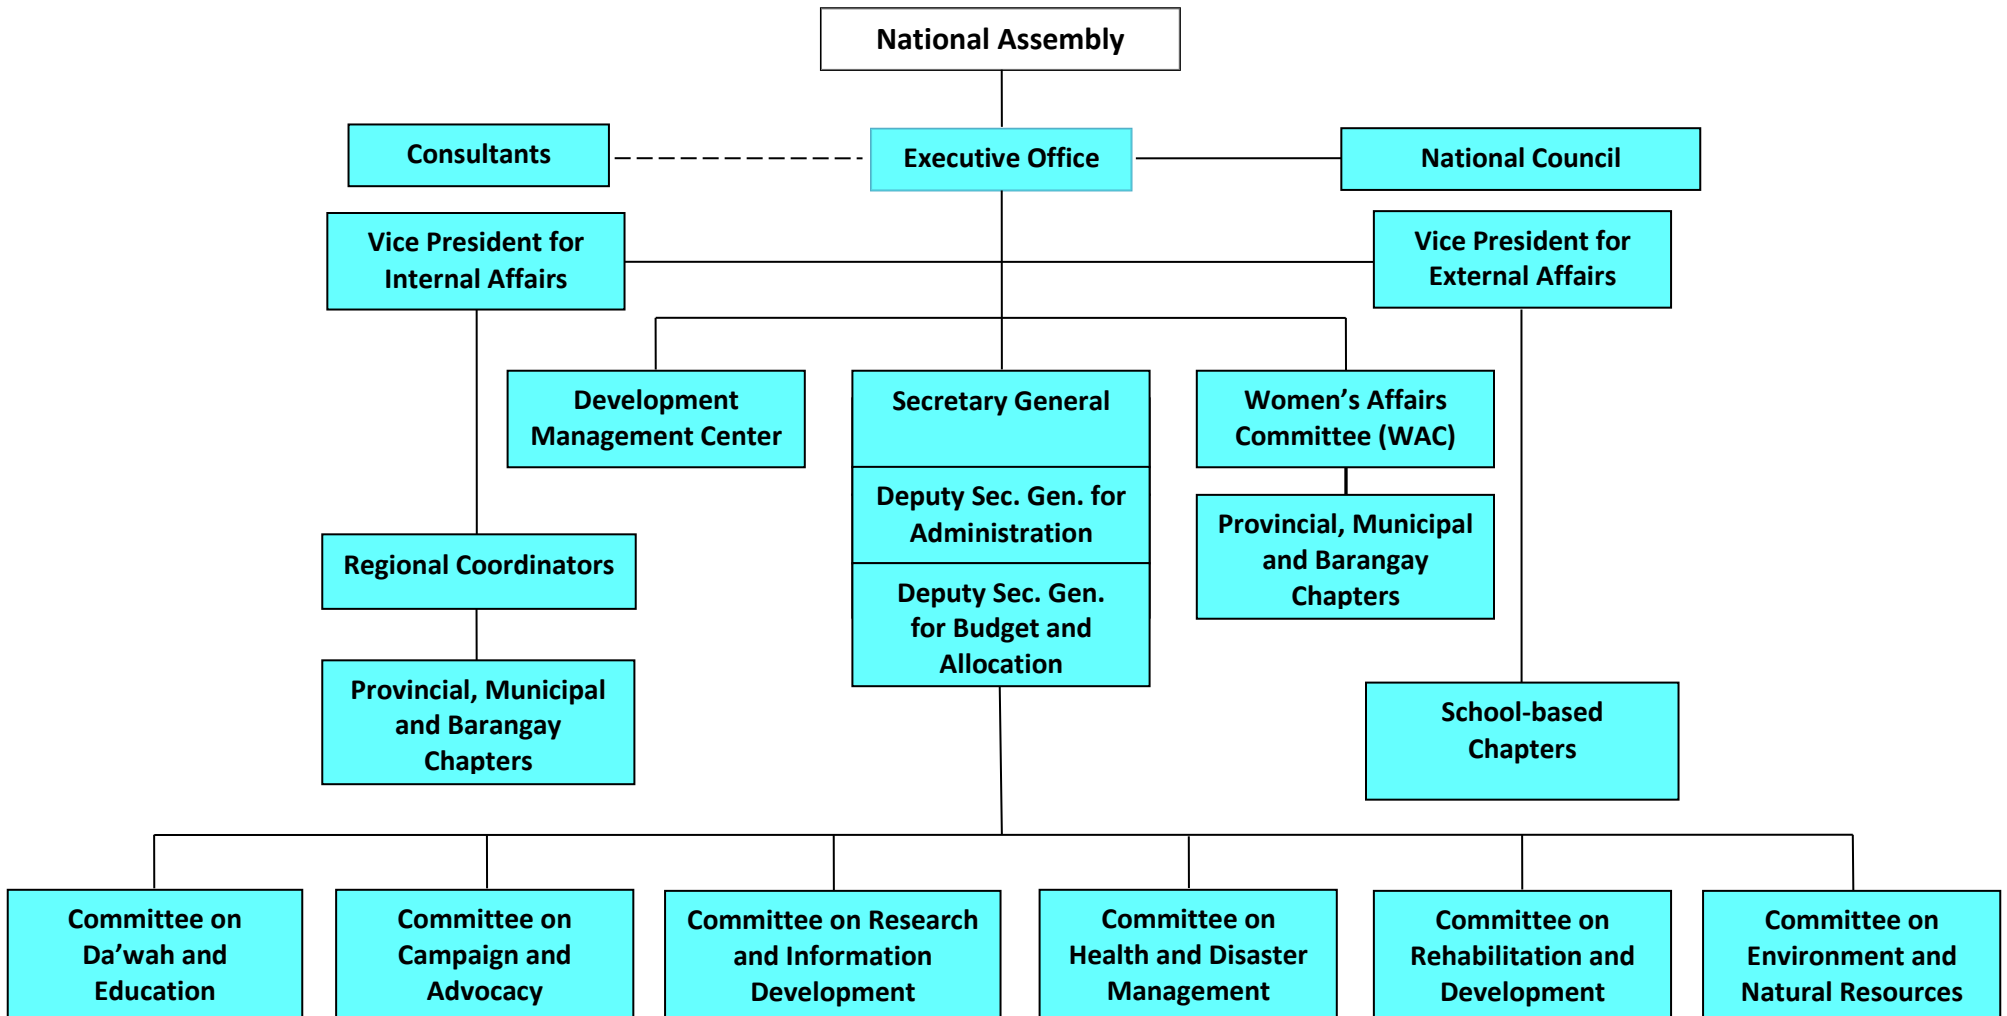 National Assembly
Consultants
Executive Office
National Council
Vice President for
Internal Affairs
Vice President for
External Affairs
Development
Management Center
Secretary General
Women’s Affairs
Committee (WAC)
Deputy Sec. Gen. for
Administration
Provincial, Municipal
and Barangay
Chapters
Regional Coordinators
Deputy Sec. Gen.
for Budget and
Allocation
Provincial, Municipal
and Barangay
Chapters
School-based
Chapters
Committee on
Da’wah and
Education
Committee on
Campaign and
Advocacy
Committee on Research
and Information
Development
Committee on
Health and Disaster
Management
Committee on
Rehabilitation and
Development
Committee on
Environment and
Natural Resources